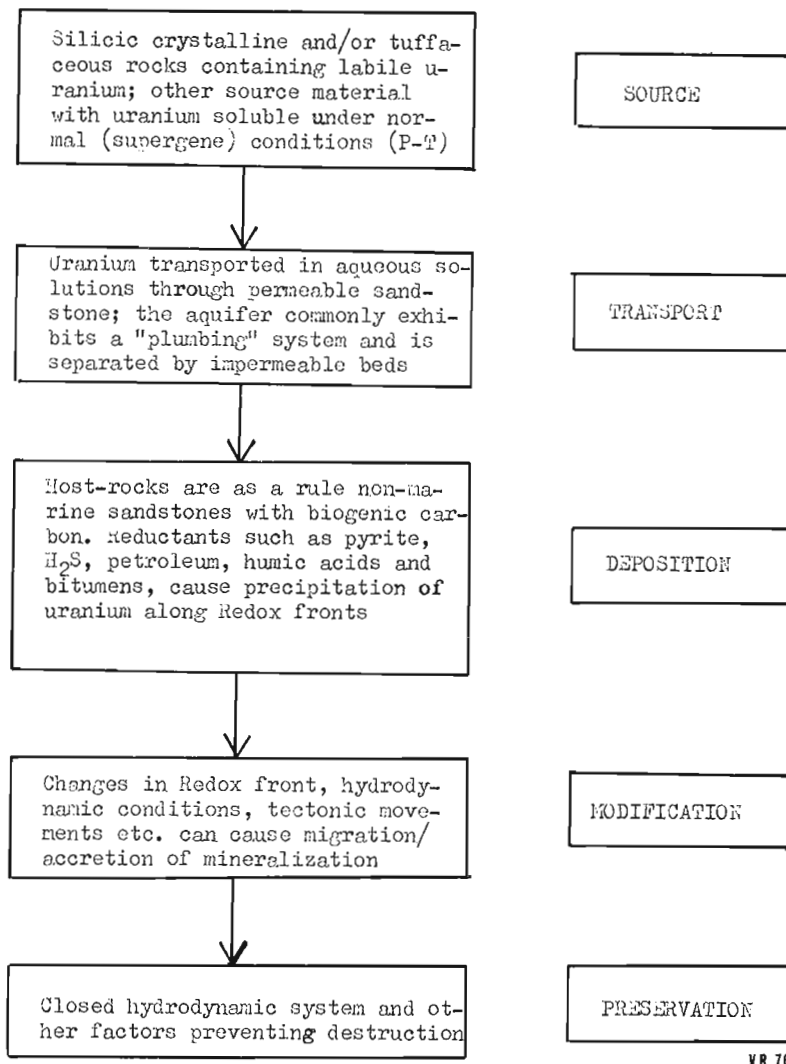 Silicic crystalline and/or tuffa-
ceous rocks containing labile u-
ranium; other source material
with uranium soluble under nor-
mal (supergene) conditions (P-T)
SOURCE
Uranium transported in aqueous so-
lutions through permeable sand-
stone; the aquifer commonly exhi-
bits a "plumbing" system and is
separated by impermeable beds
TRANSPORT
Host-rocks are as a rule non-ma-
rine sandstones with biogenic car-
bon. Reductants such as pyrite,
H₂S, petroleum, humic acids and
bitumens, cause precipitation of
uranium along Redox fronts
DEPOSITION
Changes in Redox front, hydrody-
namic conditions, tectonic move-
ments etc. can cause migration/
accretion of mineralization
MODIFICATION
Closed hydrodynamic system and ot-
her factors preventing destruction
PRESERVATION
V.R. 76